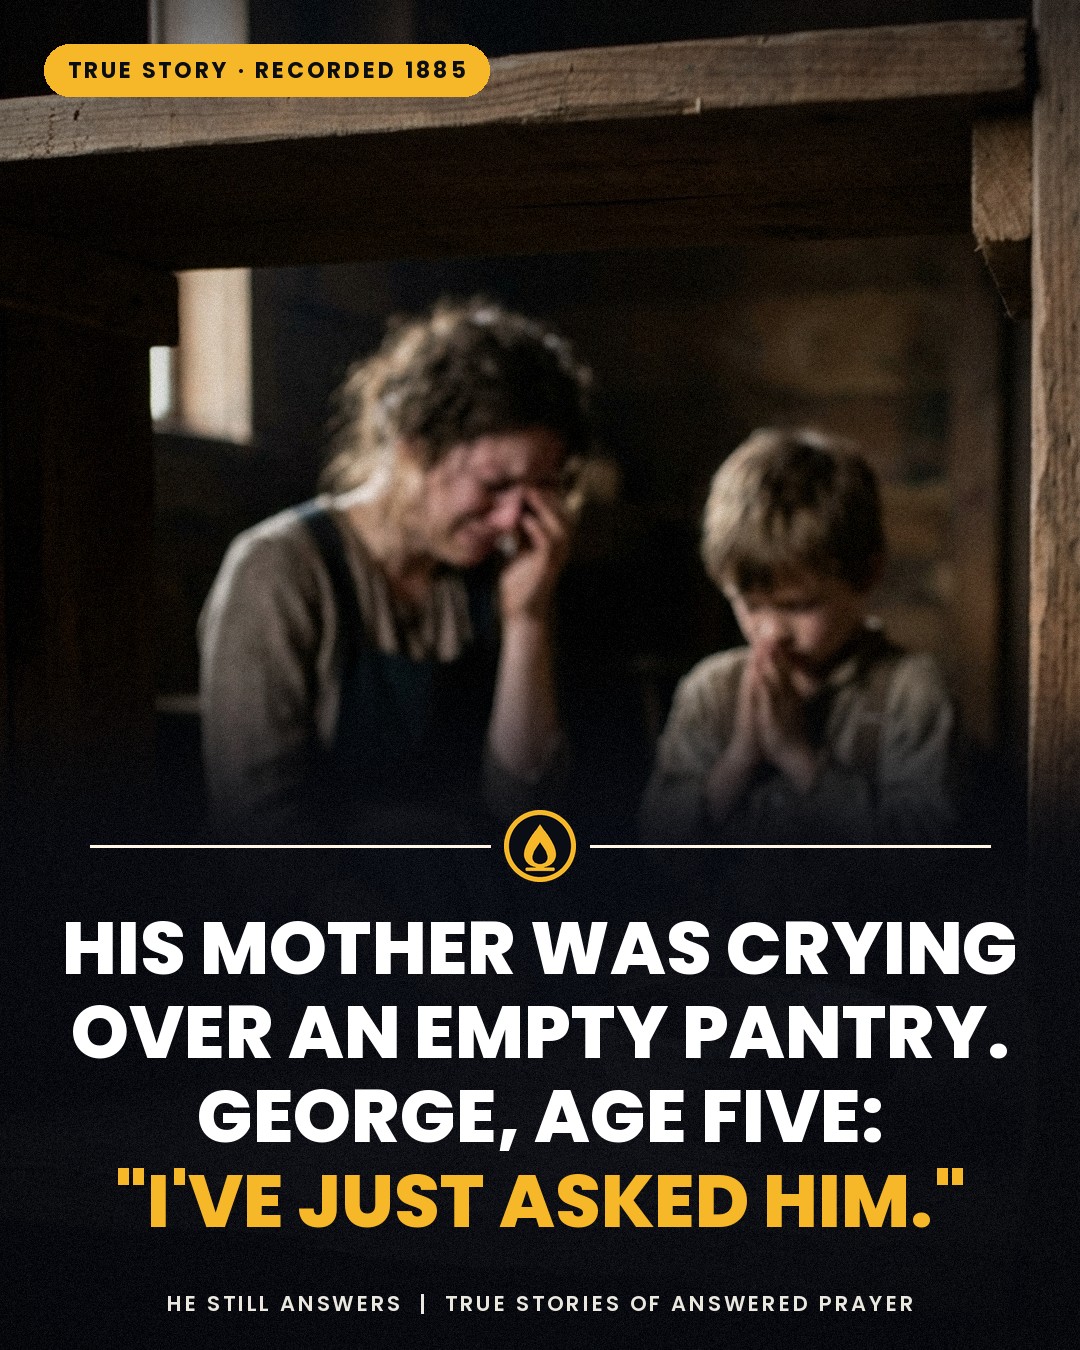 TRUE STORY · RECORDED 1885
HIS MOTHER WAS CRYING
OVER AN EMPTY PANTRY.
GEORGE, AGE FIVE:
"I'VE JUST ASKED HIM."
HE STILL ANSWERS | TRUE STORIES OF ANSWERED PRAYER